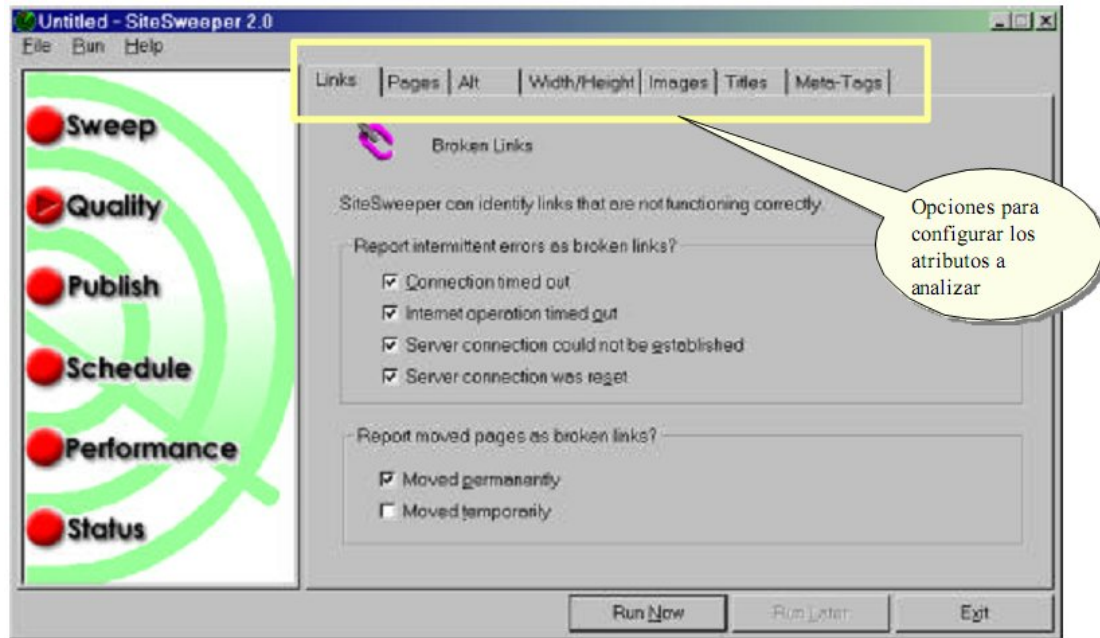 Untitled - SiteSweeper 2.0
File Run Help
Links Pages Alt Width/Height Images Titles Meta-Tags
Sweep
Quality
Publish
Schedule
Performance
Status
Broken Links
SiteSweeper can identify links that are not functioning correctly.
Report intermittent errors as broken links?
Connection timed out
Internet operation timed out
Server connection could not be established
Server connection was reset
Report moved pages as broken links?
Moved permanently
Moved temporarily
Opciones para
configurar los
atributos a
analizar
Run Now Run Later Exit